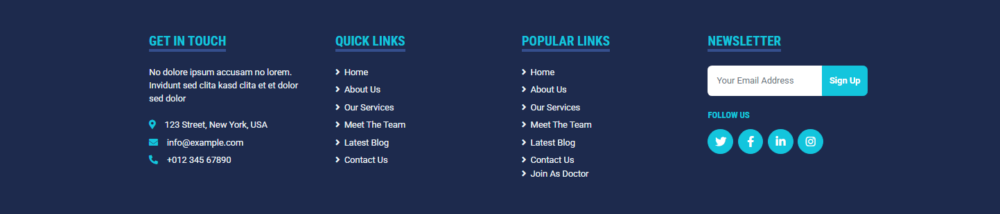 GET IN TOUCH
No dolore ipsum accusam no lorem.
Invidunt sed clita kasd clita et et dolor
sed dolor
123 Street, New York, USA
info@example.com
+012 345 67890
QUICK LINKS
Home
About Us
Our Services
Meet The Team
Latest Blog
Contact Us
POPULAR LINKS
Home
About Us
Our Services
Meet The Team
Latest Blog
Contact Us
Join As Doctor
NEWSLETTER
Your Email Address
Sign Up
FOLLOW US